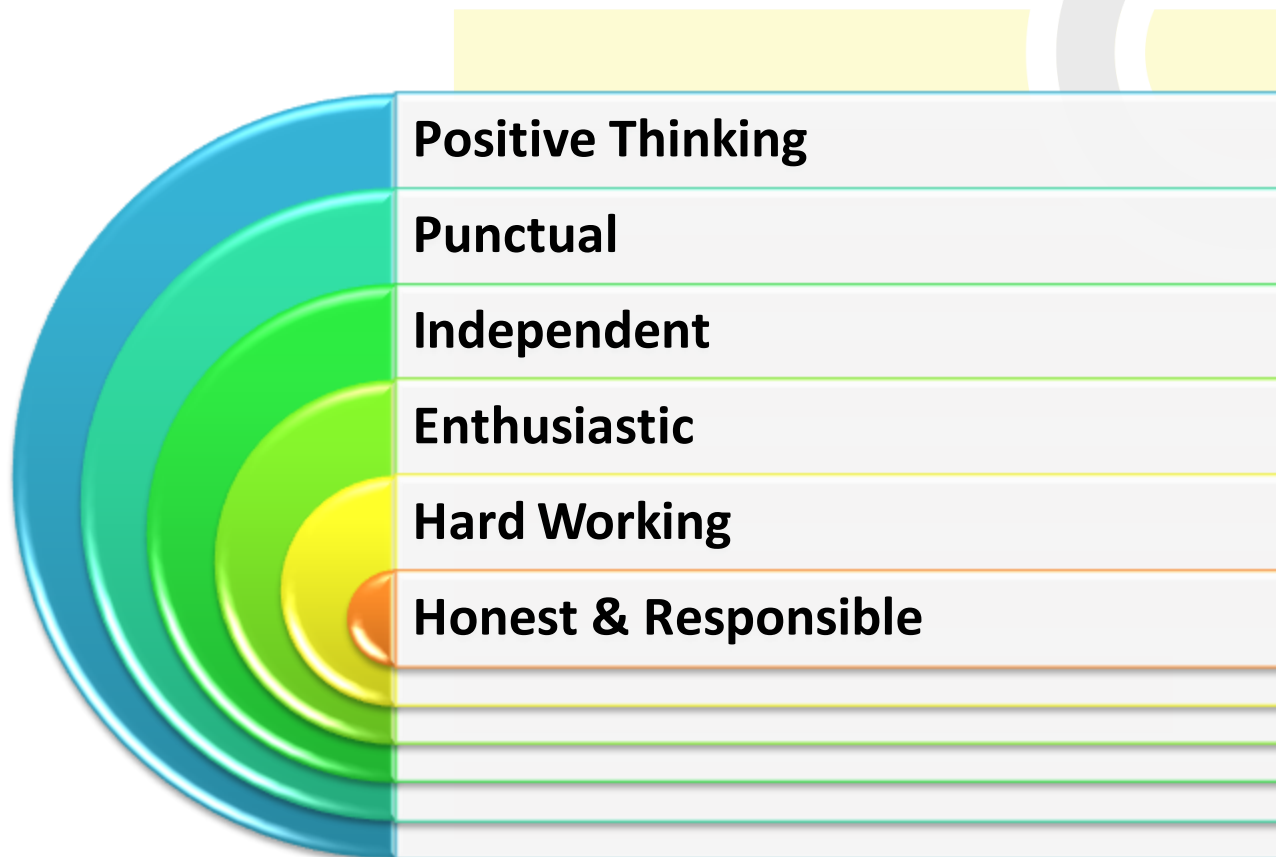 Positive Thinking
Punctual
Independent
Enthusiastic
Hard Working
Honest & Responsible